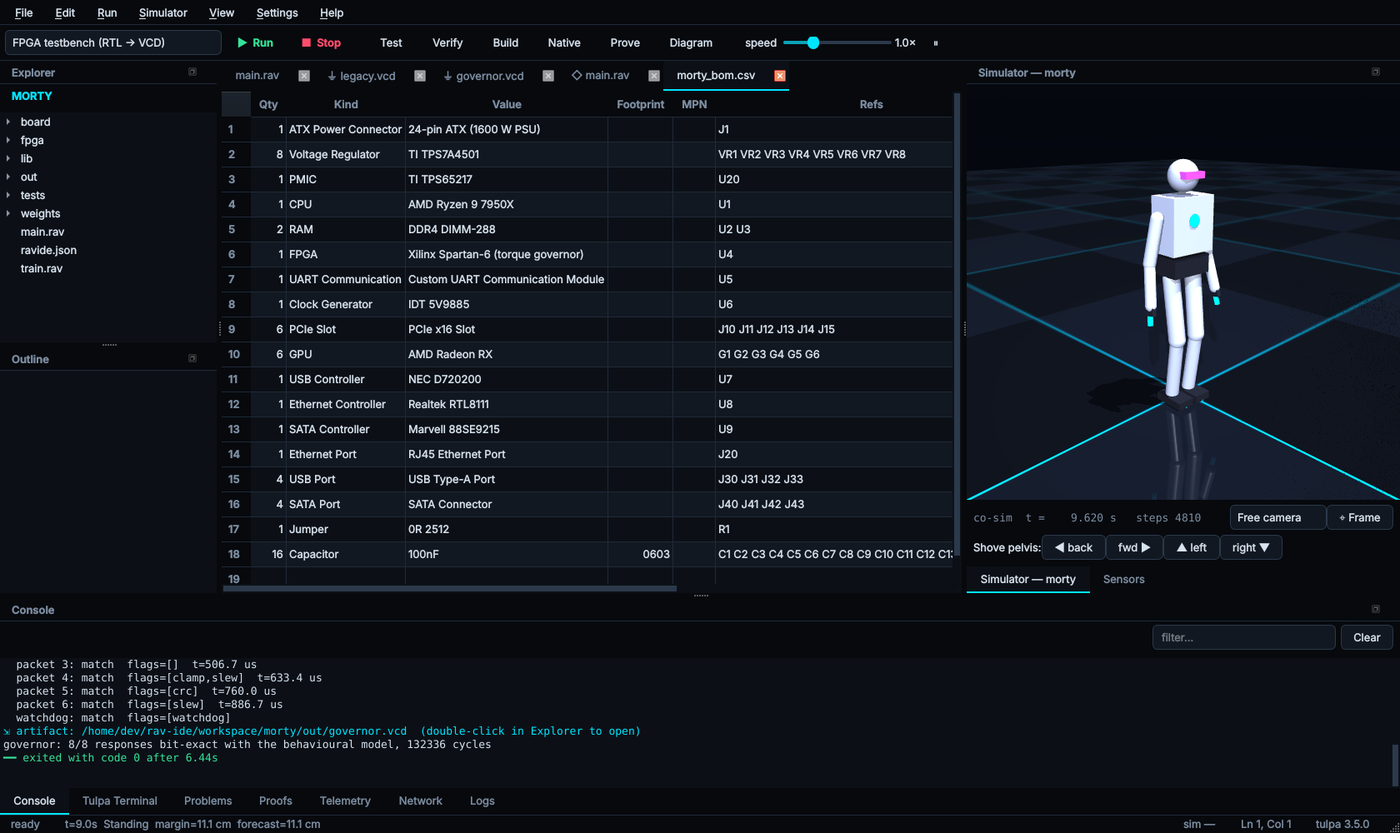 File Edit Run Simulator View Settings Help
FPGA testbench (RTL → VCD) Run Stop Test Verify Build Native Prove Diagram speed 1.0×
Explorer
MORTY
board
fpga
lib
out
tests
weights
main.rav
ravide.json
train.rav
Outline
main.rav legacy.vcd governor.vcd main.rav morty_bom.csv
Qty Kind Value Footprint MPN Refs
1 1 ATX Power Connector 24-pin ATX (1600 W PSU) J1
2 8 Voltage Regulator TI TPS7A4501 VR1 VR2 VR3 VR4 VR5 VR6 VR7 VR8
3 1 PMIC TI TPS65217 U20
4 1 CPU AMD Ryzen 9 7950X U1
5 2 RAM DDR4 DIMM-288 U2 U3
6 1 FPGA Xilinx Spartan-6 (torque governor) U4
7 1 UART Communication Custom UART Communication Module U5
8 1 Clock Generator IDT 5V9885 U6
9 6 PCIe Slot PCIe x16 Slot J10 J11 J12 J13 J14 J15
10 6 GPU AMD Radeon RX G1 G2 G3 G4 G5 G6
11 1 USB Controller NEC D720200 U7
12 1 Ethernet Controller Realtek RTL8111 U8
13 1 SATA Controller Marvell 88SE9215 U9
14 1 Ethernet Port RJ45 Ethernet Port J20
15 4 USB Port USB Type-A Port J30 J31 J32 J33
16 4 SATA Port SATA Connector J40 J41 J42 J43
17 1 Jumper 0R 2512 R1
18 16 Capacitor 100nF 0603 C1 C2 C3 C4 C5 C6 C7 C8 C9 C10 C11 C12
19
Simulator — morty
co-sim t = 9.620 s steps 4810 Free camera ⌖ Frame
Shove pelvis: ◀ back fwd ▶ ▲ left right ▼
Simulator — morty Sensors
Console
filter... Clear
packet 3: match flags=[] t=506.7 us
packet 4: match flags=[clamp,slew] t=633.4 us
packet 5: match flags=[crc] t=760.0 us
packet 6: match flags=[slew] t=886.7 us
watchdog: match flags=[watchdog]
⇲ artifact: /home/dev/rav-ide/workspace/morty/out/governor.vcd (double-click in Explorer to open)
governor: 8/8 responses bit-exact with the behavioural model, 132336 cycles
━━ exited with code 0 after 6.44s
Console Tulpa Terminal Problems Proofs Telemetry Network Logs
ready t=9.0s Standing margin=11.1 cm forecast=11.1 cm sim — Ln 1, Col 1 tulpa 3.5.0